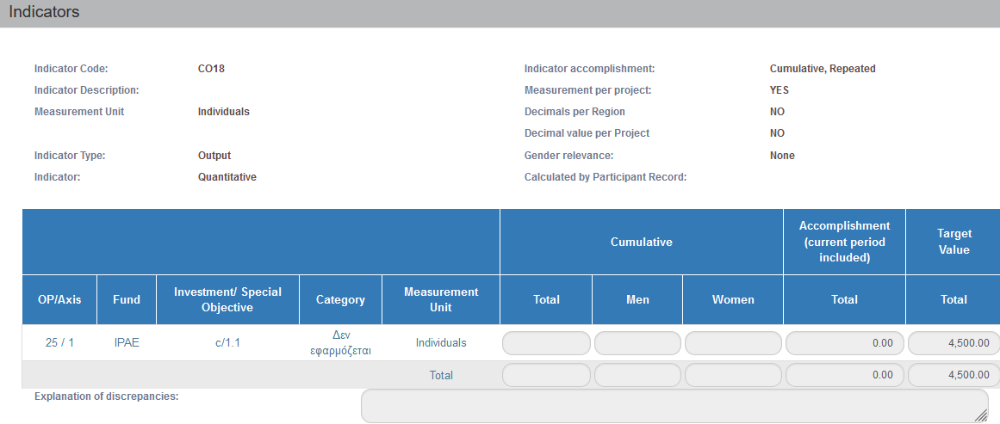 Indicators
Indicator Code: CO18 Indicator accomplishment: Cumulative, Repeated
Indicator Description: Measurement per project: YES
Measurement Unit Individuals Decimals per Region NO
Decimal value per Project NO
Indicator Type: Output Gender relevance: None
Indicator: Quantitative Calculated by Participant Record:
Cumulative
Accomplishment
(current period
included)
Target
Value
OP/Axis Fund
Investment/ Special
Objective
Category
Measurement
Unit
Total Men Women Total Total
25 / 1 IPAE c/1.1
Δεν
εφαρμόζεται
Individuals 0.00 4,500.00
Total 0.00 4,500.00
Explanation of discrepancies: